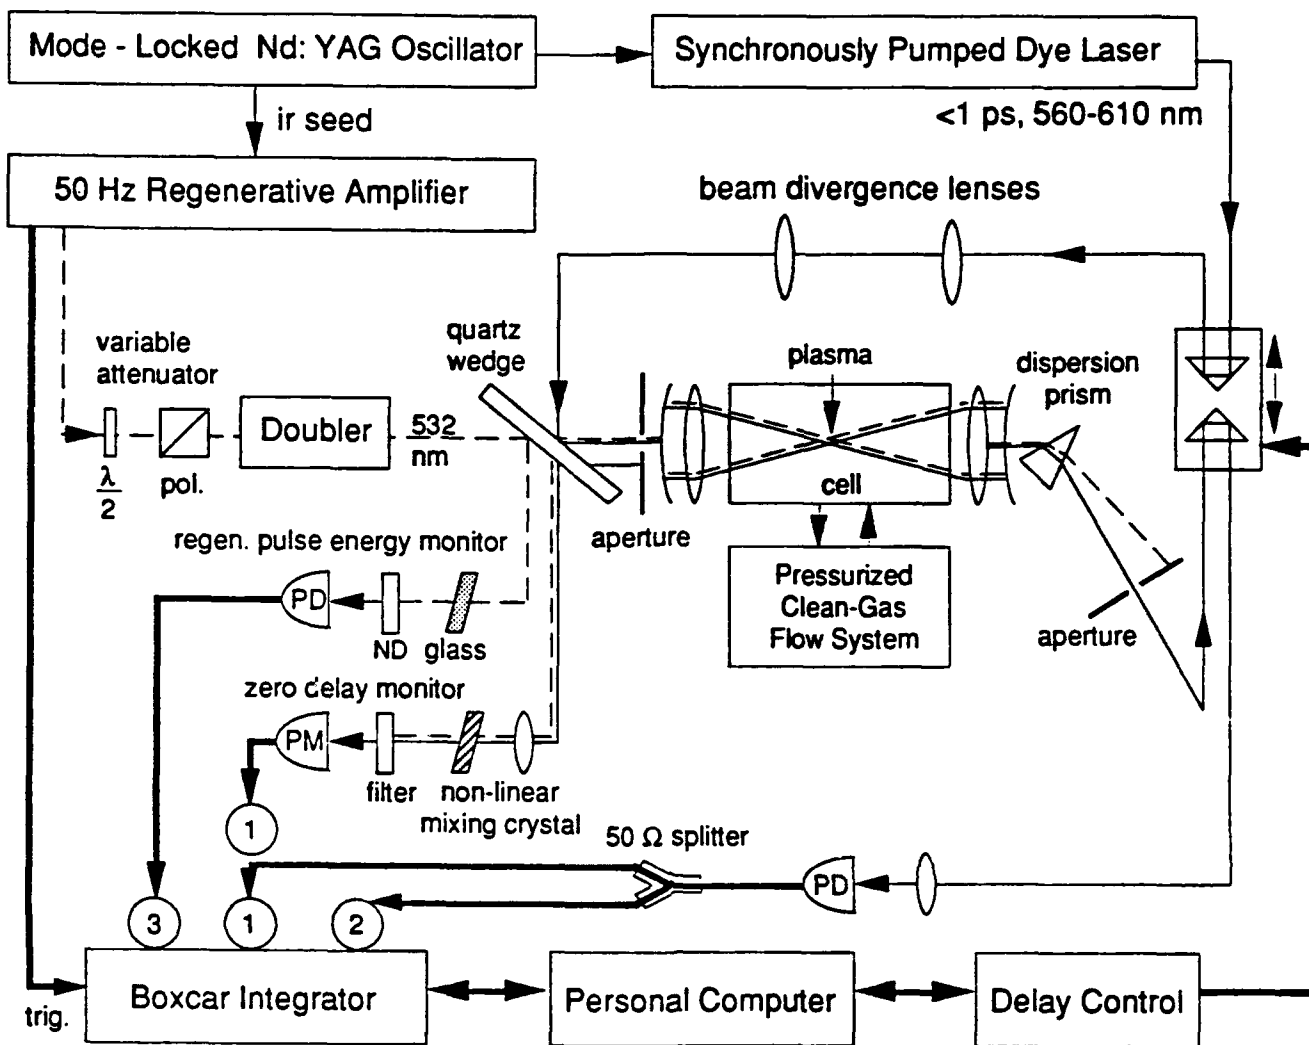 Mode - Locked Nd: YAG Oscillator
Synchronously Pumped Dye Laser
ir seed
<1 ps, 560-610 nm
50 Hz Regenerative Amplifier
beam divergence lenses
quartz
wedge
variable
attenuator
plasma
dispersion
prism
Doubler
532
nm
λ
2
pol.
cell
aperture
regen. pulse energy monitor
Pressurized
Clean-Gas
Flow System
PD
ND glass
aperture
zero delay monitor
PM
filter
non-linear
mixing crystal
1
50 Ω splitter
PD
3
1
2
Boxcar Integrator
Personal Computer
Delay Control
trig.